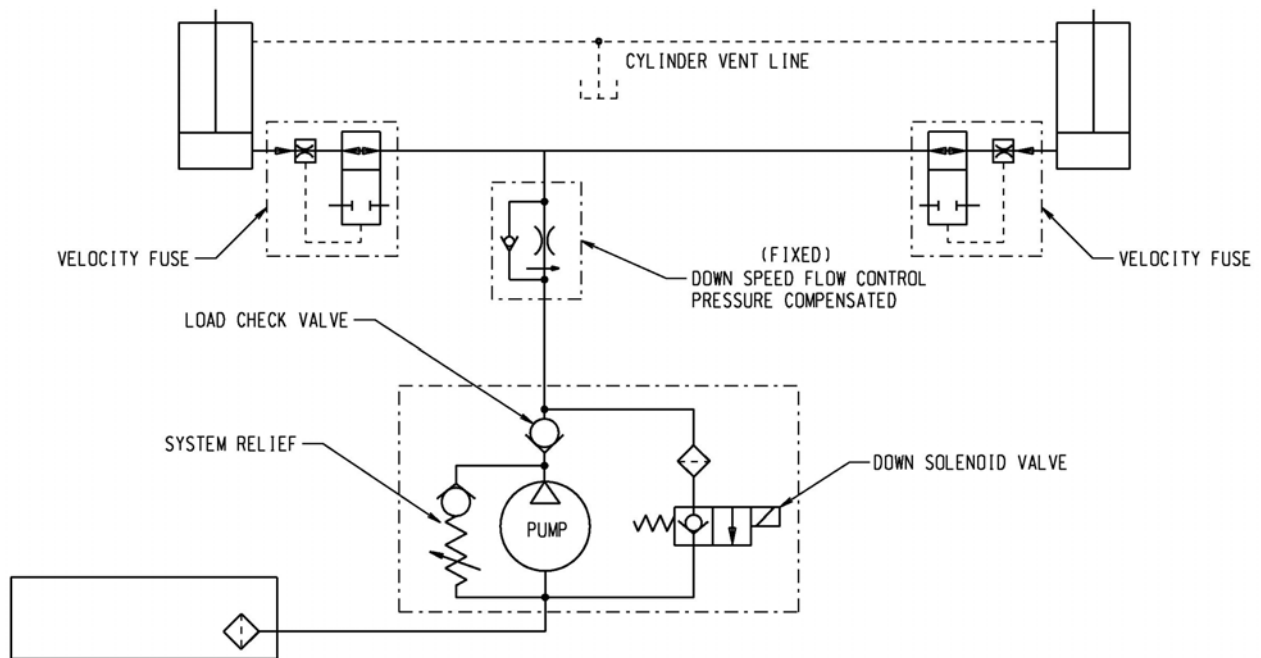 CYLINDER VENT LINE
VELOCITY FUSE
(FIXED)
DOWN SPEED FLOW CONTROL
PRESSURE COMPENSATED
VELOCITY FUSE
LOAD CHECK VALVE
SYSTEM RELIEF
DOWN SOLENOID VALVE
PUMP